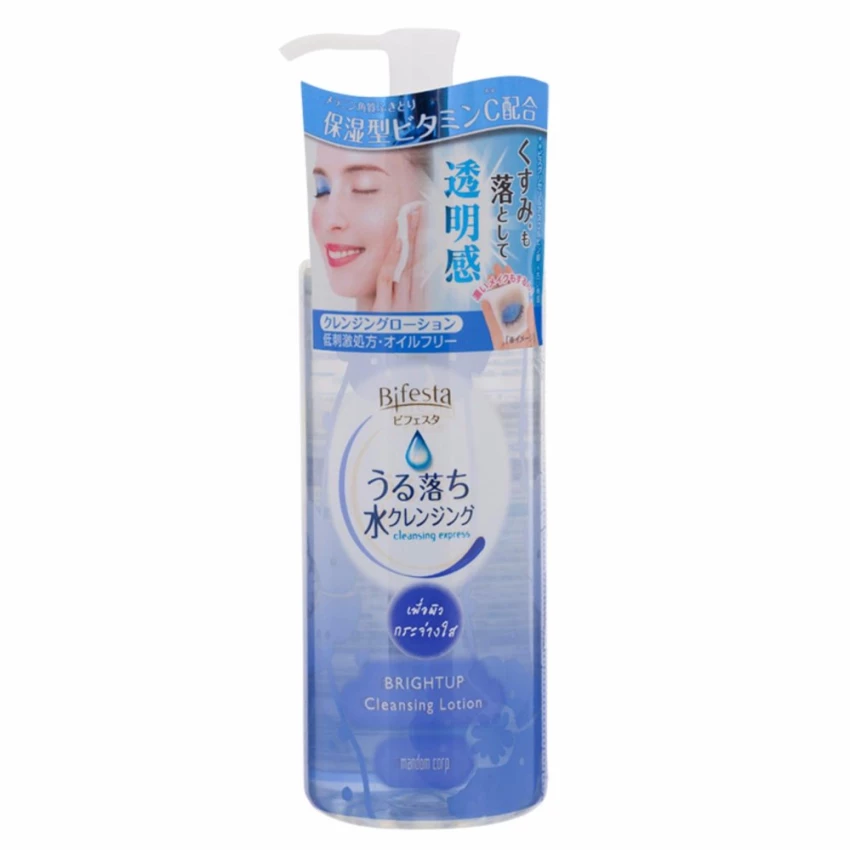 保湿型ビタミンC配合
くすみも
落として
透明感
クレンジングローション
低刺激処方・オイルフリー
Bifesta
ビフェスタ
うる落ち
水クレンジング
cleansing express
เพื่อผิว
กระจ่างใส
BRIGHTUP
Cleansing Lotion
mandom corp.